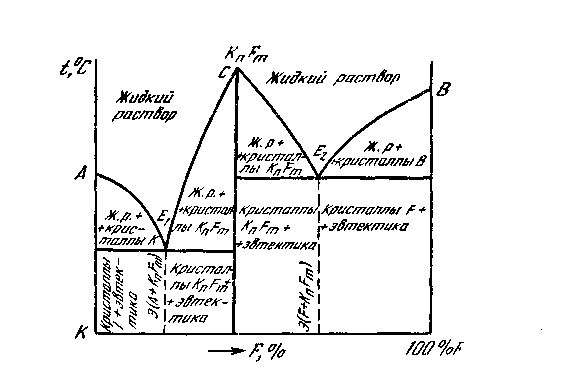 KnFm
t,°C
C
Жидкий раствор
B
Жидкий
раствор
Ж.р.+
+кристал-
лы KnFm
E2
Ж.р+
+кристаллы В
A
Ж.р.+
+крис-
таллы К
E1
Ж.р.+
+кристал-
лы KnFm
Кристаллы
KnFm+
+эвтектика
Кристаллы F+
+эвтектика
Кристаллы
+эвтек-
тика
Э(А+KnFm)
Кристал-
лы KnFm+
+эвтек-
тика
Э(F+KnFm)
K
F,%
100%F